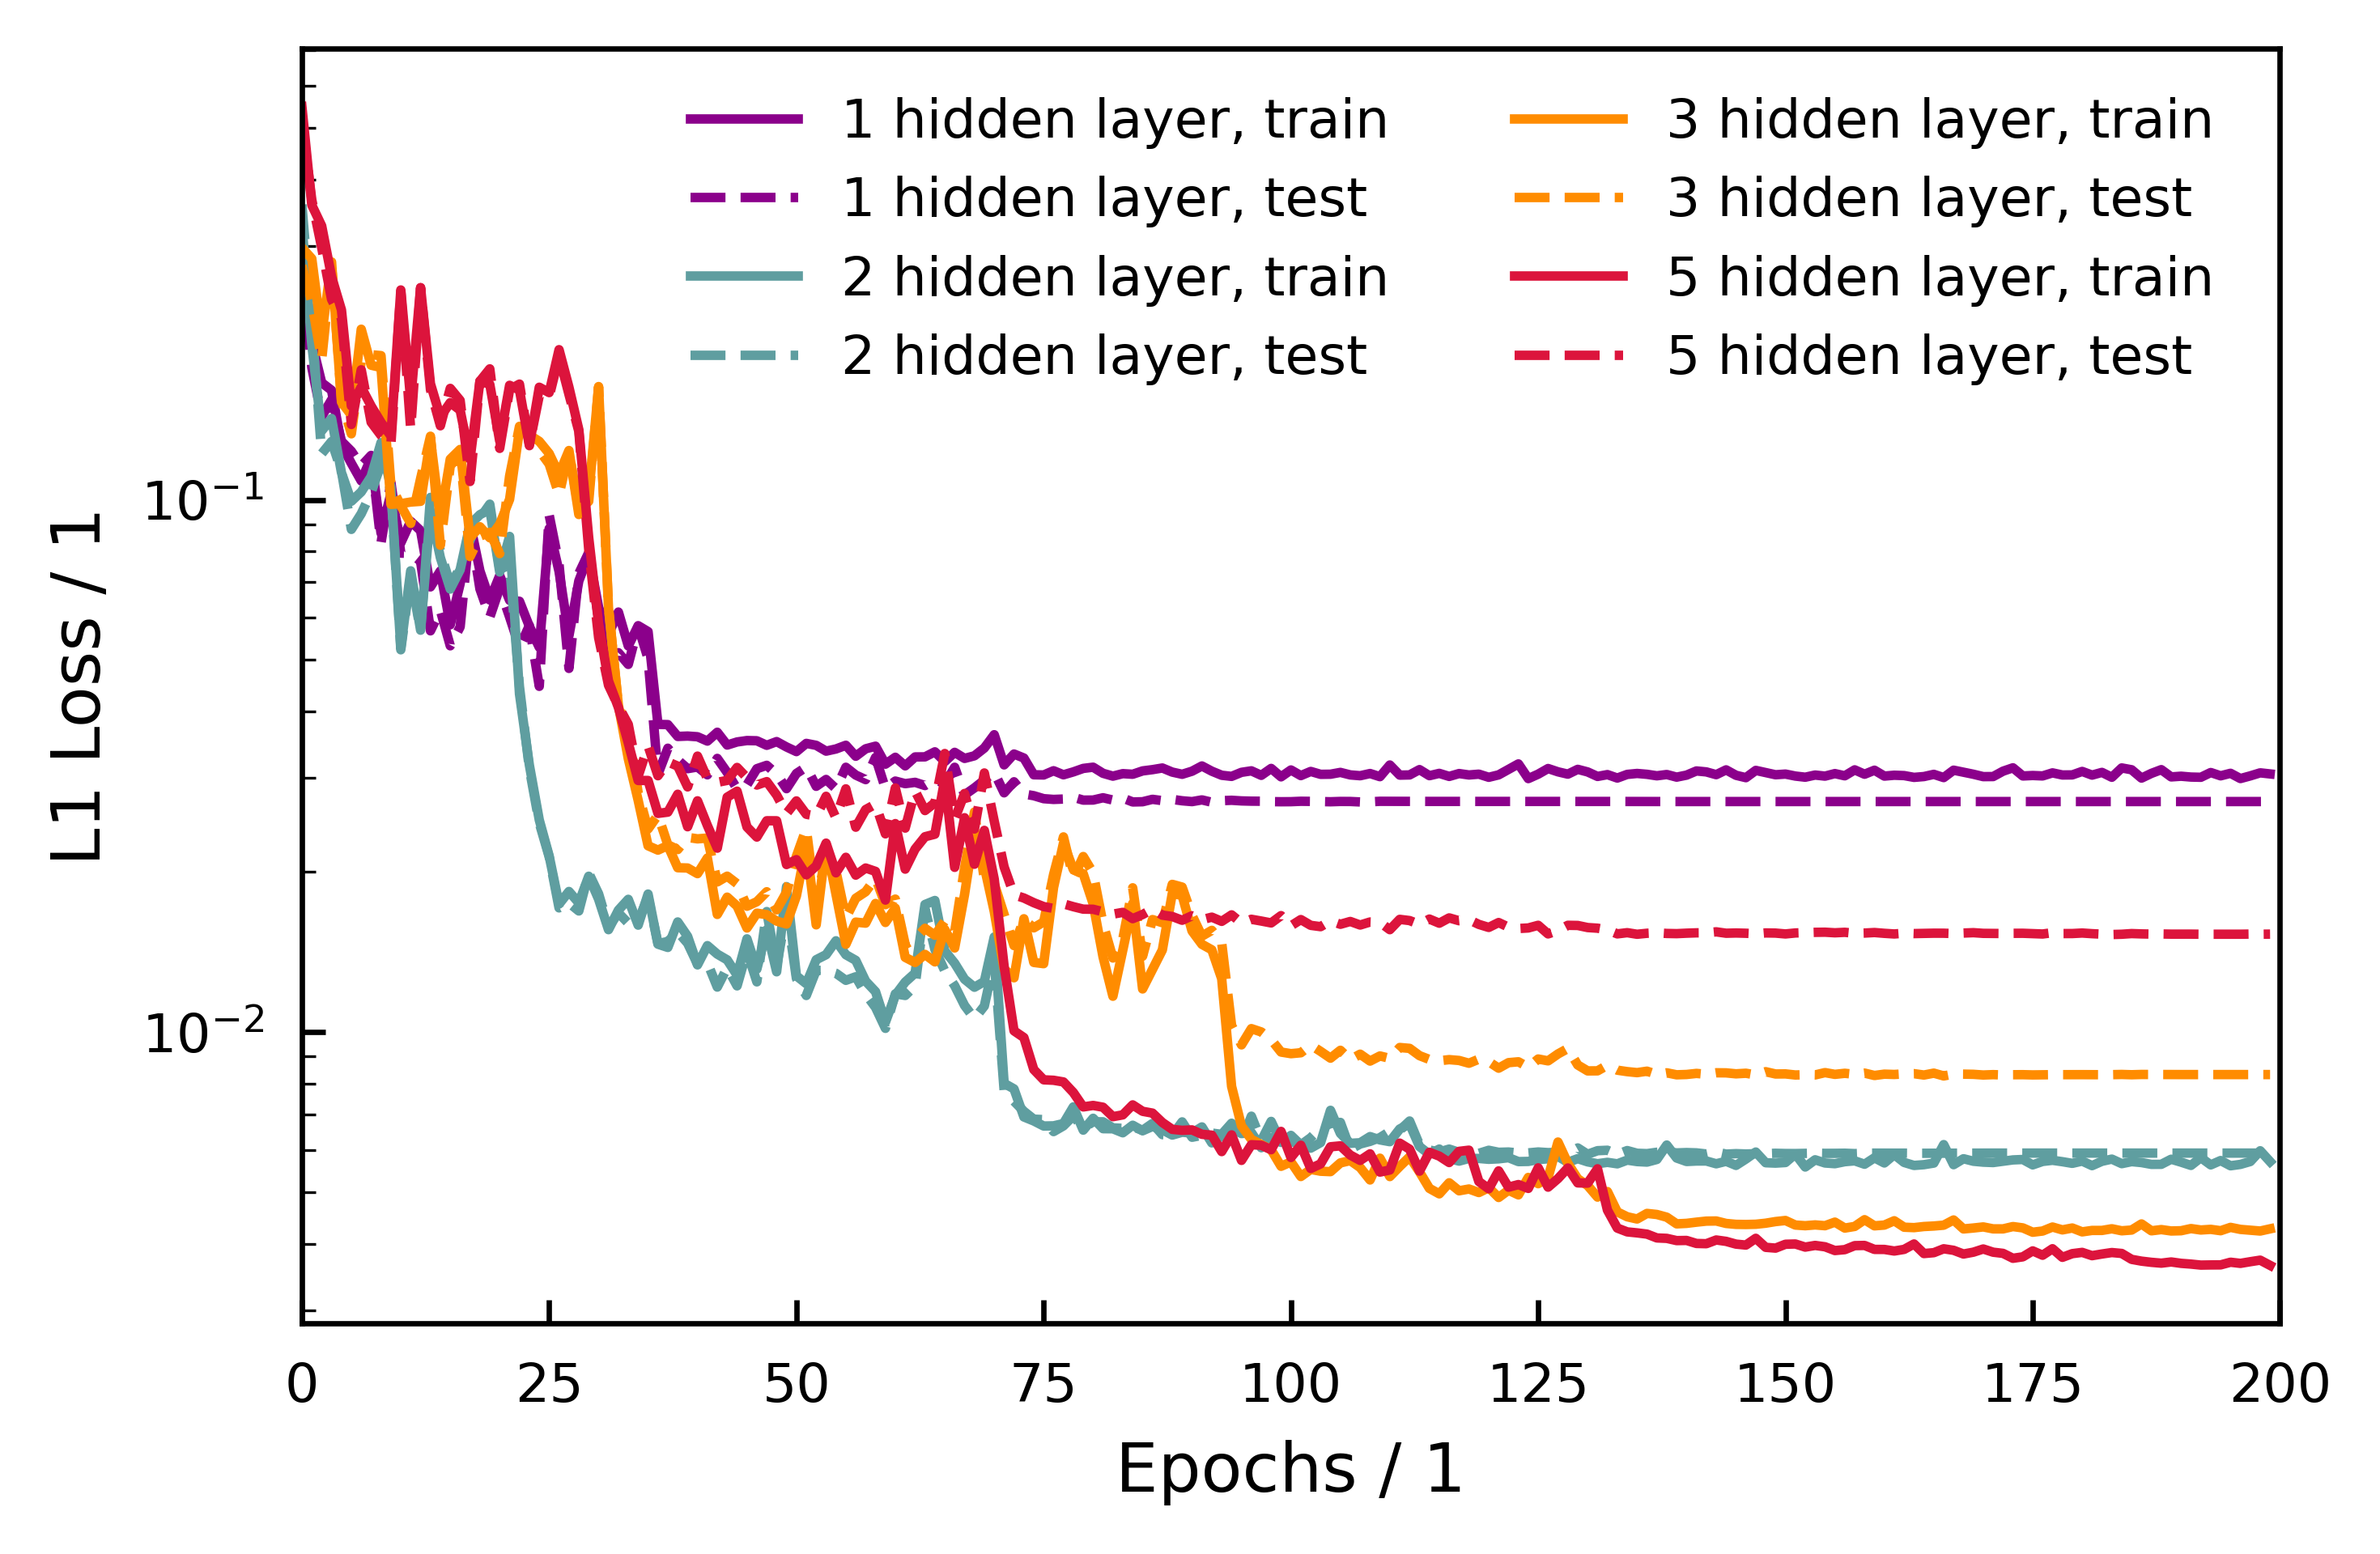 1 hidden layer, train
1 hidden layer, test
2 hidden layer, train
2 hidden layer, test
3 hidden layer, train
3 hidden layer, test
5 hidden layer, train
5 hidden layer, test
L1 Loss / 1
10⁻¹
10⁻²
0 25 50 75 100 125 150 175 200
Epochs / 1